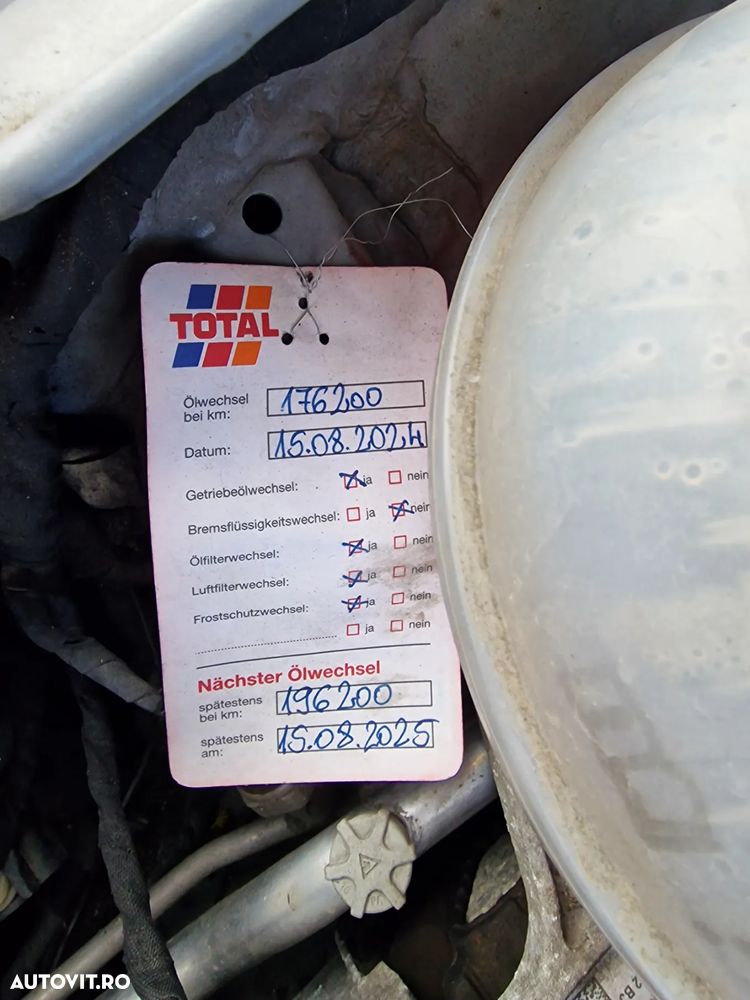 TOTAL
Ölwechsel
bei km: 176200
Datum: 15.08.2024
Getriebeölwechsel: ja nein
Bremsflüssigkeitswechsel: ja nein
Ölfilterwechsel: ja nein
Luftfilterwechsel: ja nein
Frostschutzwechsel: ja nein
ja nein
Nächster Ölwechsel
spätestens
bei km: 196200
spätestens
am: 15.08.2025
AUTOVIT.RO